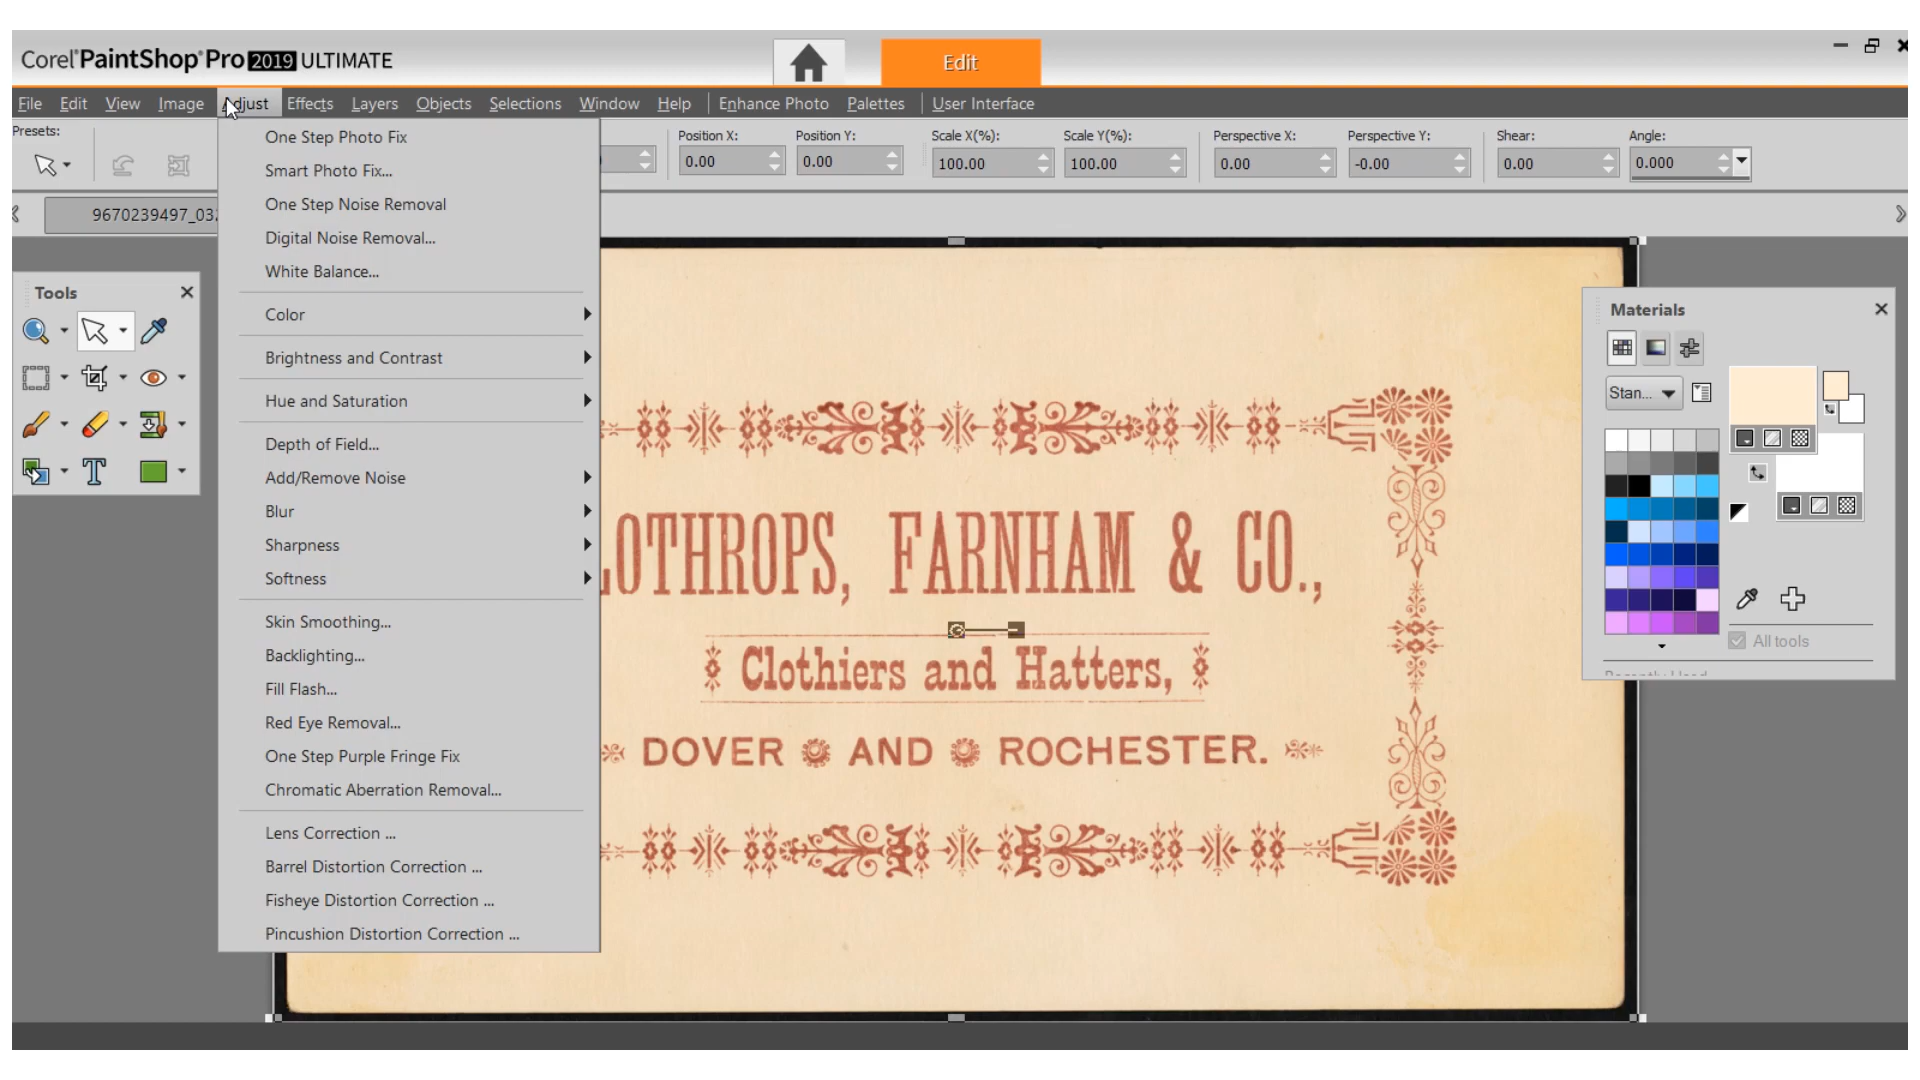 Corel PaintShop Pro 2019 ULTIMATE
Edit
File Edit View Image Adjust Effects Layers Objects Selections Window Help Enhance Photo Palettes User Interface
Presets: Position X: Position Y: Scale X(%): Scale Y(%): Perspective X: Perspective Y: Shear: Angle:
0.00 0.00 100.00 100.00 0.00 -0.00 0.00 0.000
9670239497_03
Tools
One Step Photo Fix
Smart Photo Fix...
One Step Noise Removal
Digital Noise Removal...
White Balance...
Color
Brightness and Contrast
Hue and Saturation
Depth of Field...
Add/Remove Noise
Blur
Sharpness
Softness
Skin Smoothing...
Backlighting...
Fill Flash...
Red Eye Removal...
One Step Purple Fringe Fix
Chromatic Aberration Removal...
Lens Correction ...
Barrel Distortion Correction ...
Fisheye Distortion Correction ...
Pincushion Distortion Correction ...
LOTHROPS, FARNHAM & CO.,
Clothiers and Hatters,
DOVER AND ROCHESTER.
Materials
Stan...
All tools